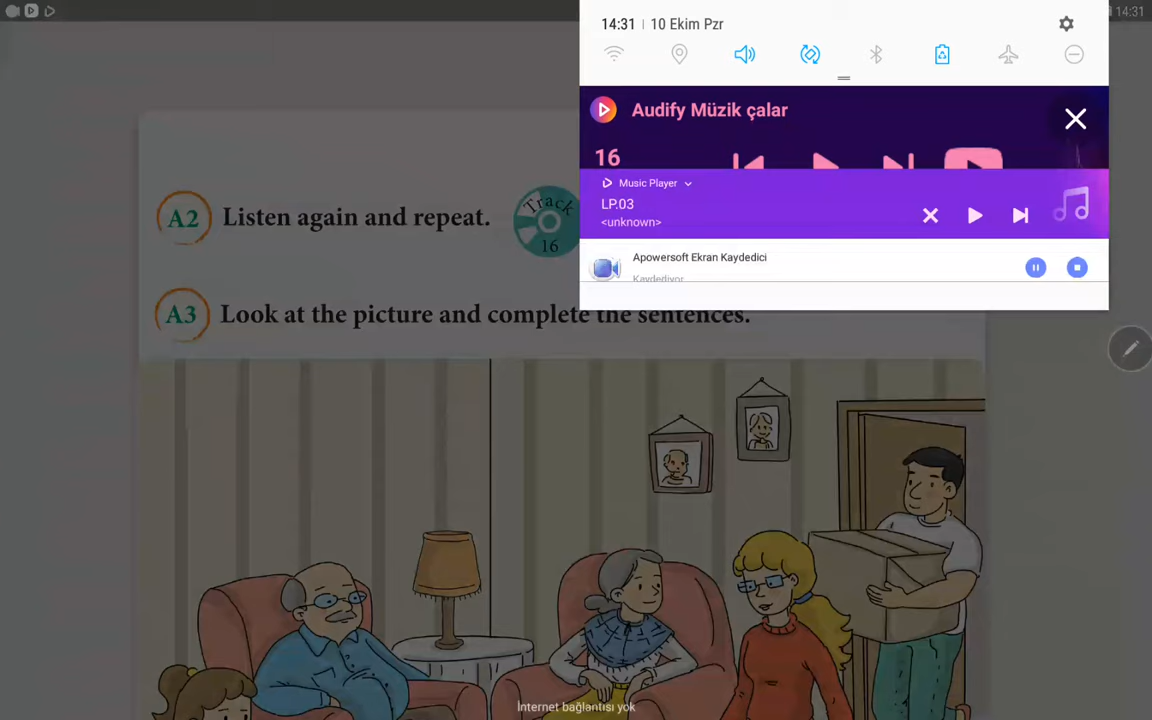 14:31
14:31 | 10 Ekim Pzr
Audify Müzik çalar
16
Music Player
LP.03
<unknown>
Apowersoft Ekran Kaydedici
Kaydediyor
A2 Listen again and repeat.
Track
16
A3 Look at the picture and complete the sentences.
İnternet bağlantısı yok